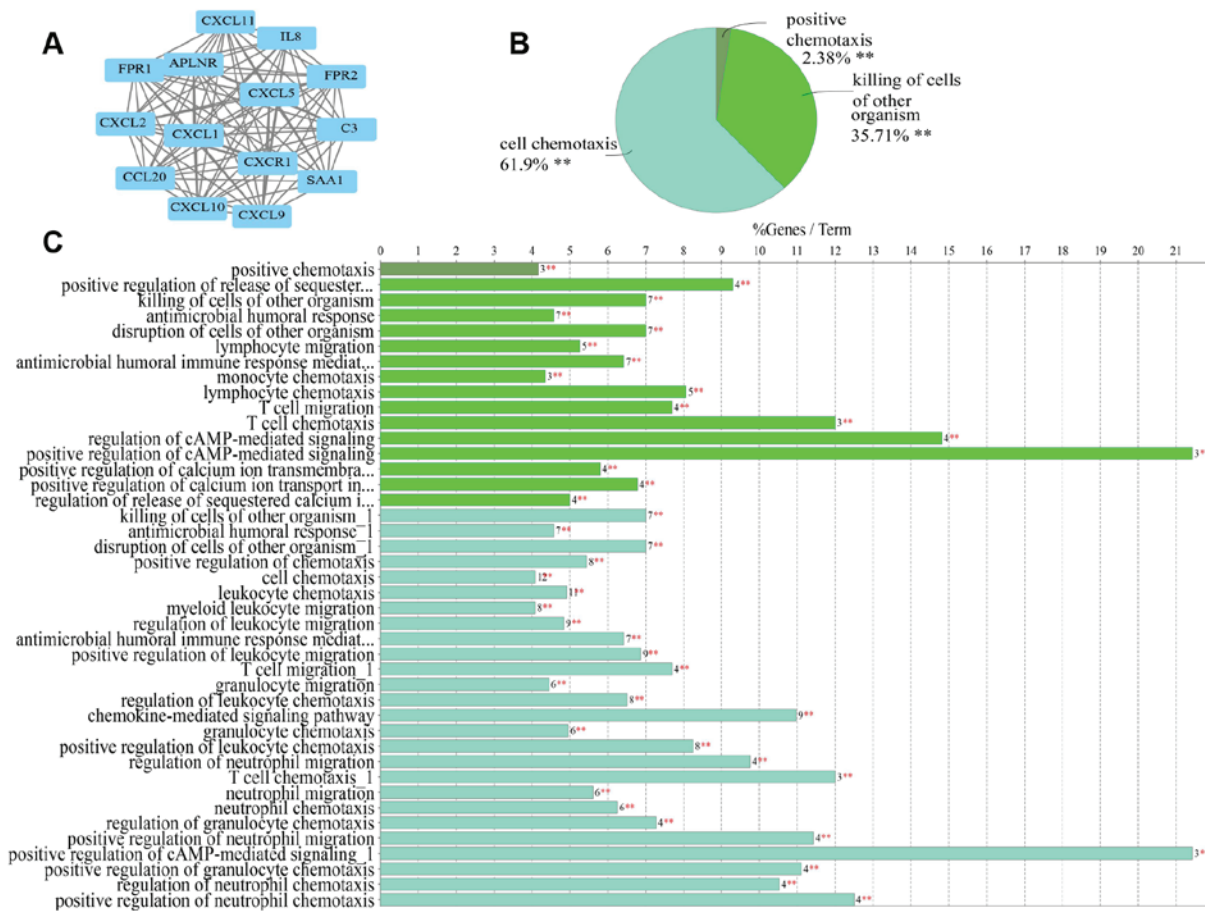 A
CXCL11
IL8
FPR1
APLNR
FPR2
CXCL5
CXCL2
CXCL1
C3
CXCR1
CCL20
SAA1
CXCL10
CXCL9
B
positive
chemotaxis
2.38% **
killing of cells
of other
organism
35.71% **
cell chemotaxis
61.9% **
C
%Genes / Term
0 1 2 3 4 5 6 7 8 9 10 11 12 13 14 15 16 17 18 19 20 21
positive chemotaxis 3**
positive regulation of release of sequester... 4**
killing of cells of other organism 7**
antimicrobial humoral response 7**
disruption of cells of other organism 7**
lymphocyte migration 5**
antimicrobial humoral immune response mediat... 7**
monocyte chemotaxis 3**
lymphocyte chemotaxis 5**
T cell migration 4**
T cell chemotaxis 3**
regulation of cAMP-mediated signaling 4**
positive regulation of cAMP-mediated signaling 3*
positive regulation of calcium ion transmembra... 4**
positive regulation of calcium ion transport in... 4**
regulation of release of sequestered calcium i... 4**
killing of cells of other organism_1 7**
antimicrobial humoral response_1 7**
disruption of cells of other organism_1 7**
positive regulation of chemotaxis 8**
cell chemotaxis 12*
leukocyte chemotaxis 11**
myeloid leukocyte migration 8**
regulation of leukocyte migration 9**
antimicrobial humoral immune response mediat... 7**
positive regulation of leukocyte migration 9**
T cell migration_1 4**
granulocyte migration 6**
regulation of leukocyte chemotaxis 8**
chemokine-mediated signaling pathway 9**
granulocyte chemotaxis 6**
positive regulation of leukocyte chemotaxis 8**
regulation of neutrophil migration 4**
T cell chemotaxis_1 3**
neutrophil migration 6**
neutrophil chemotaxis 6**
regulation of granulocyte chemotaxis 4**
positive regulation of neutrophil migration 4**
positive regulation of cAMP-mediated signaling_1 3*
positive regulation of granulocyte chemotaxis 4**
regulation of neutrophil chemotaxis 4**
positive regulation of neutrophil chemotaxis 4**